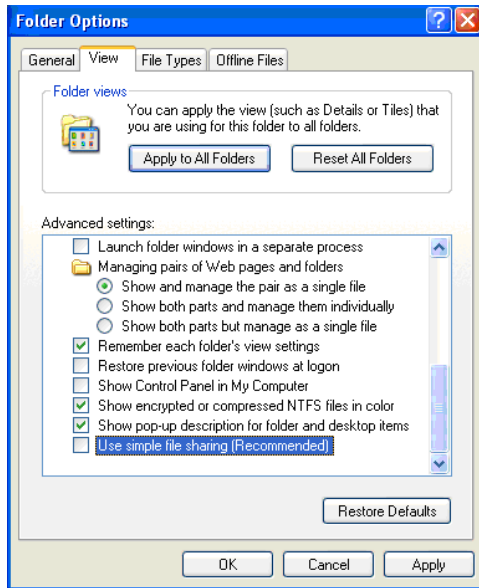 Folder Options
General View File Types Offline Files
Folder views
You can apply the view (such as Details or Tiles) that
you are using for this folder to all folders.
Apply to All Folders Reset All Folders
Advanced settings:
Launch folder windows in a separate process
Managing pairs of Web pages and folders
Show and manage the pair as a single file
Show both parts and manage them individually
Show both parts but manage as a single file
Remember each folder's view settings
Restore previous folder windows at logon
Show Control Panel in My Computer
Show encrypted or compressed NTFS files in color
Show pop-up description for folder and desktop items
Use simple file sharing (Recommended)
Restore Defaults
OK Cancel Apply